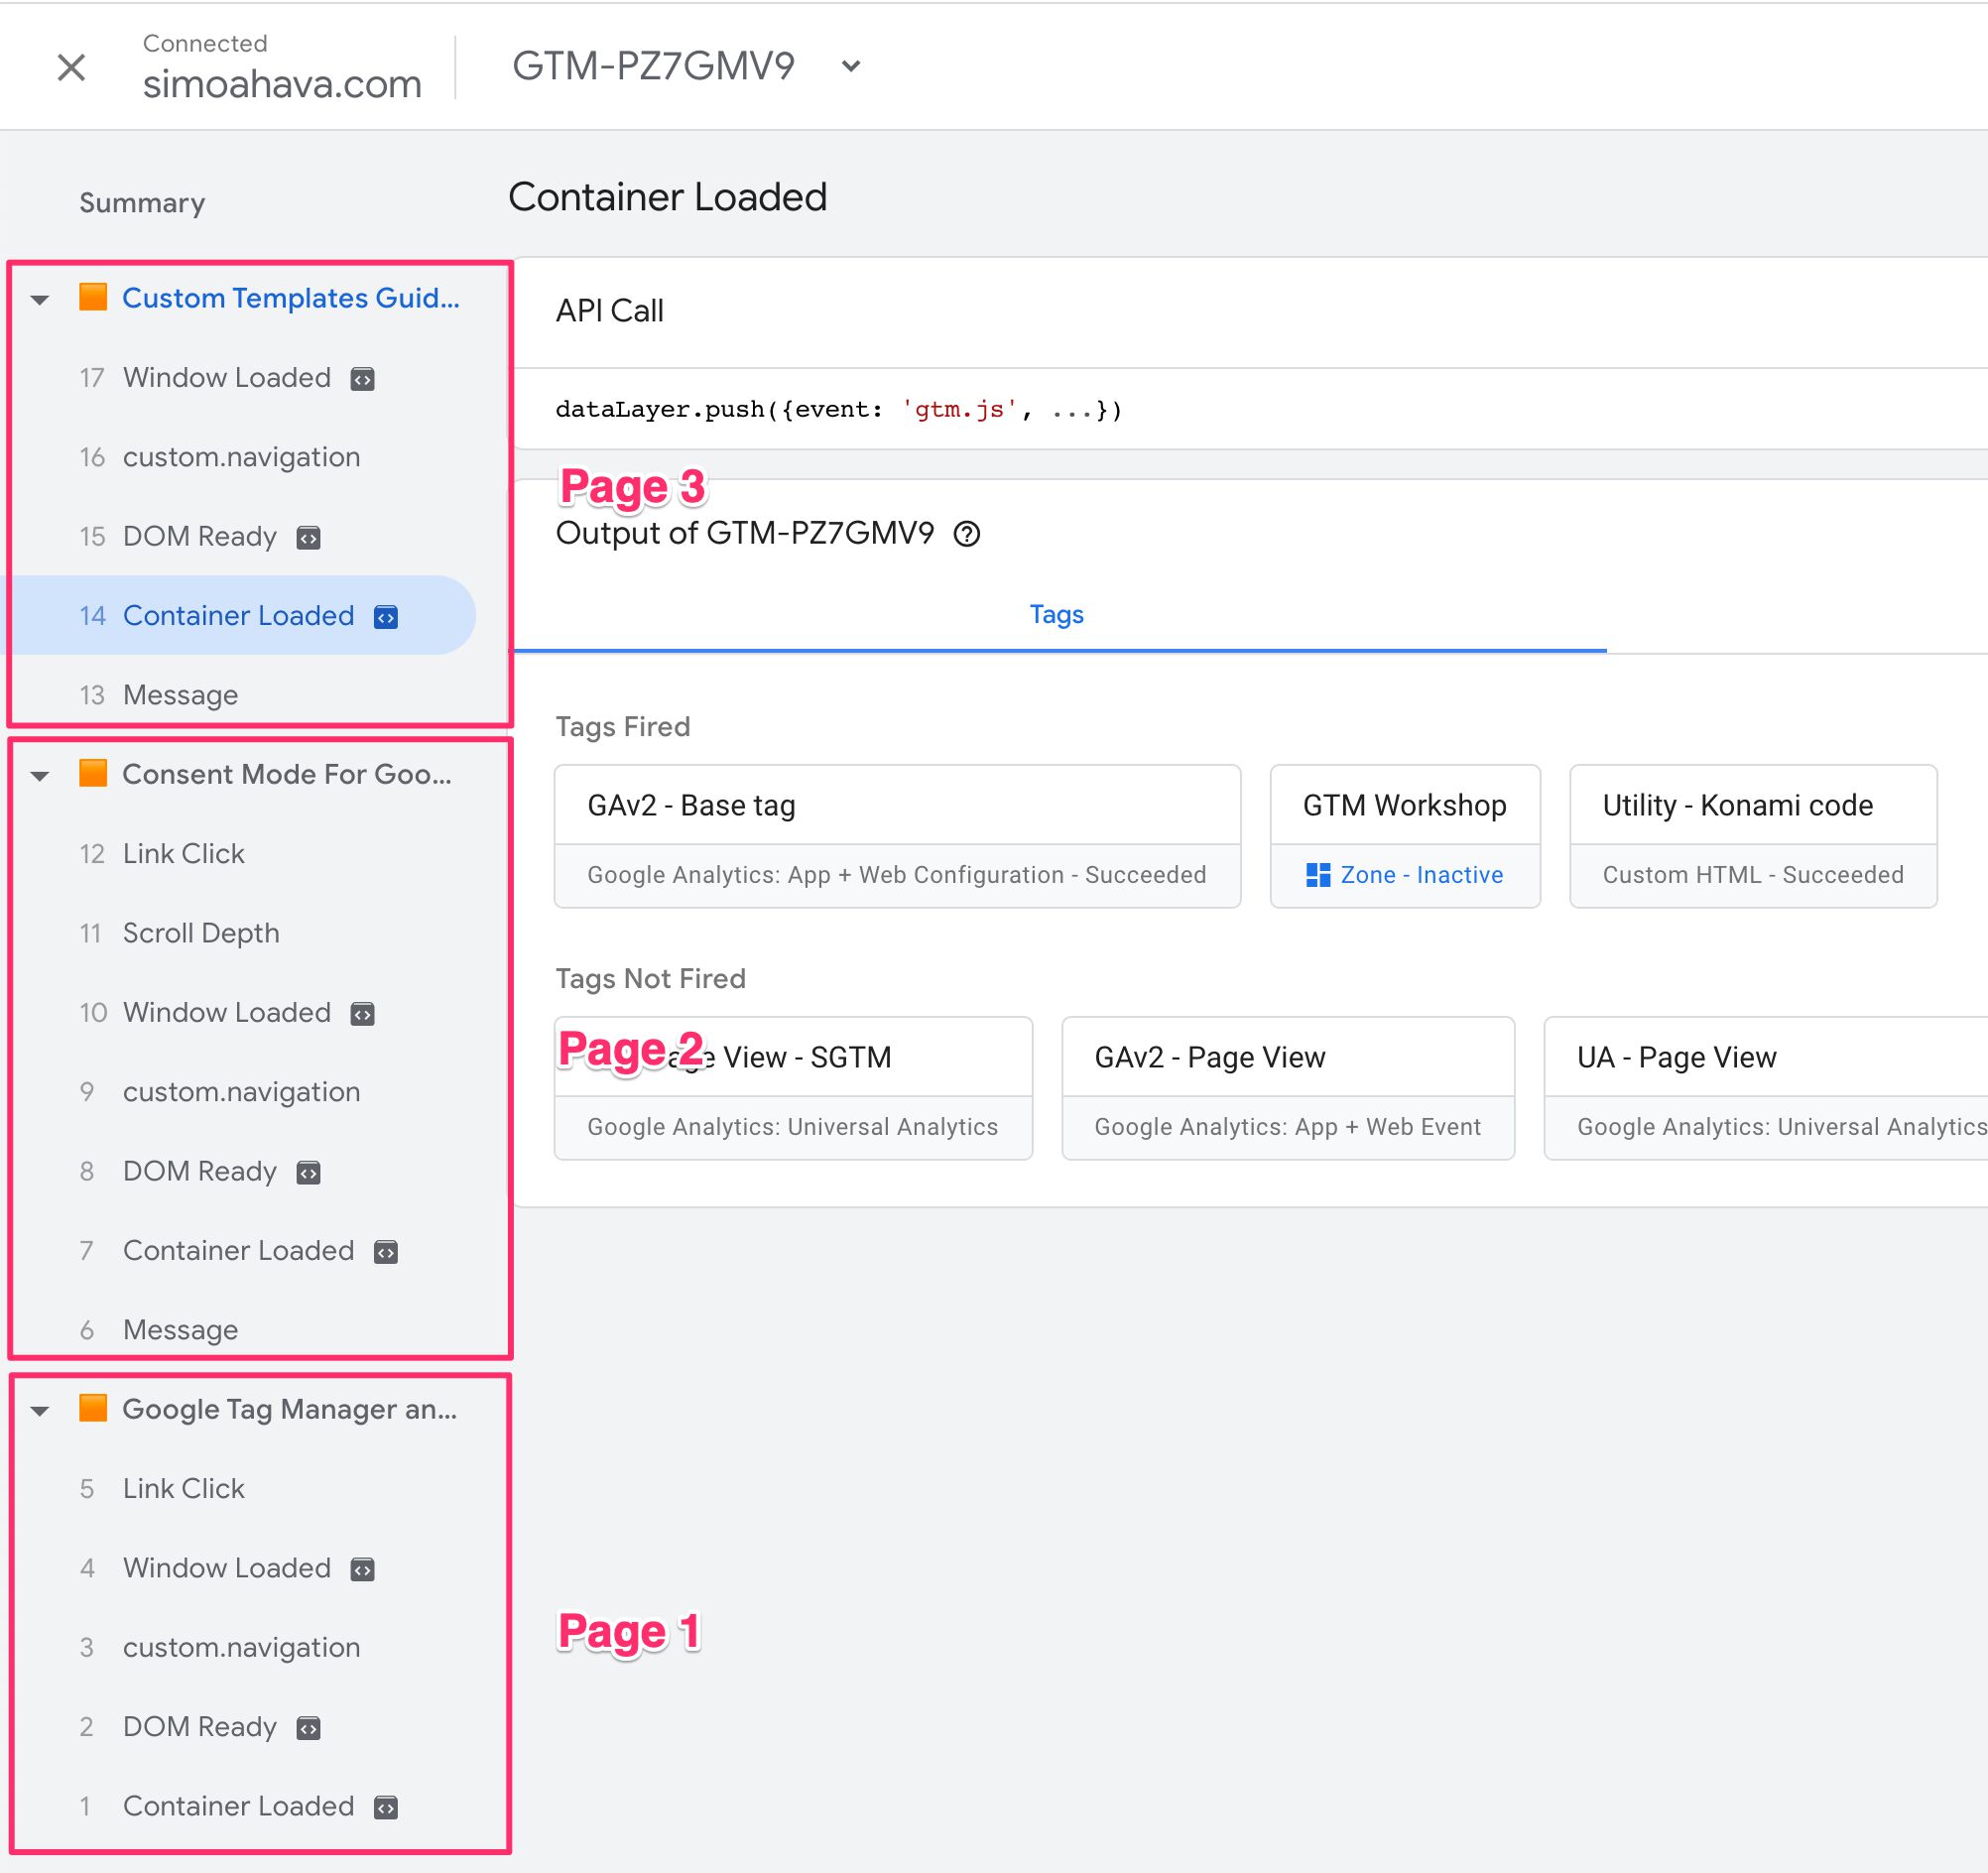 Connected
simoahava.com
GTM-PZ7GMV9
Summary
Custom Templates Guid...
17 Window Loaded
16 custom.navigation
15 DOM Ready
14 Container Loaded
13 Message
Consent Mode For Goo...
12 Link Click
11 Scroll Depth
10 Window Loaded
9 custom.navigation
8 DOM Ready
7 Container Loaded
6 Message
Google Tag Manager an...
5 Link Click
4 Window Loaded
3 custom.navigation
2 DOM Ready
1 Container Loaded
Container Loaded
API Call
dataLayer.push({event: 'gtm.js', ...})
Page 3
Output of GTM-PZ7GMV9
Tags
Tags Fired
GAv2 - Base tag
Google Analytics: App + Web Configuration - Succeeded
GTM Workshop
Zone - Inactive
Utility - Konami code
Custom HTML - Succeeded
Tags Not Fired
Page 2
View - SGTM
Google Analytics: Universal Analytics
GAv2 - Page View
Google Analytics: App + Web Event
UA - Page View
Google Analytics: Universal Analytics
Page 1